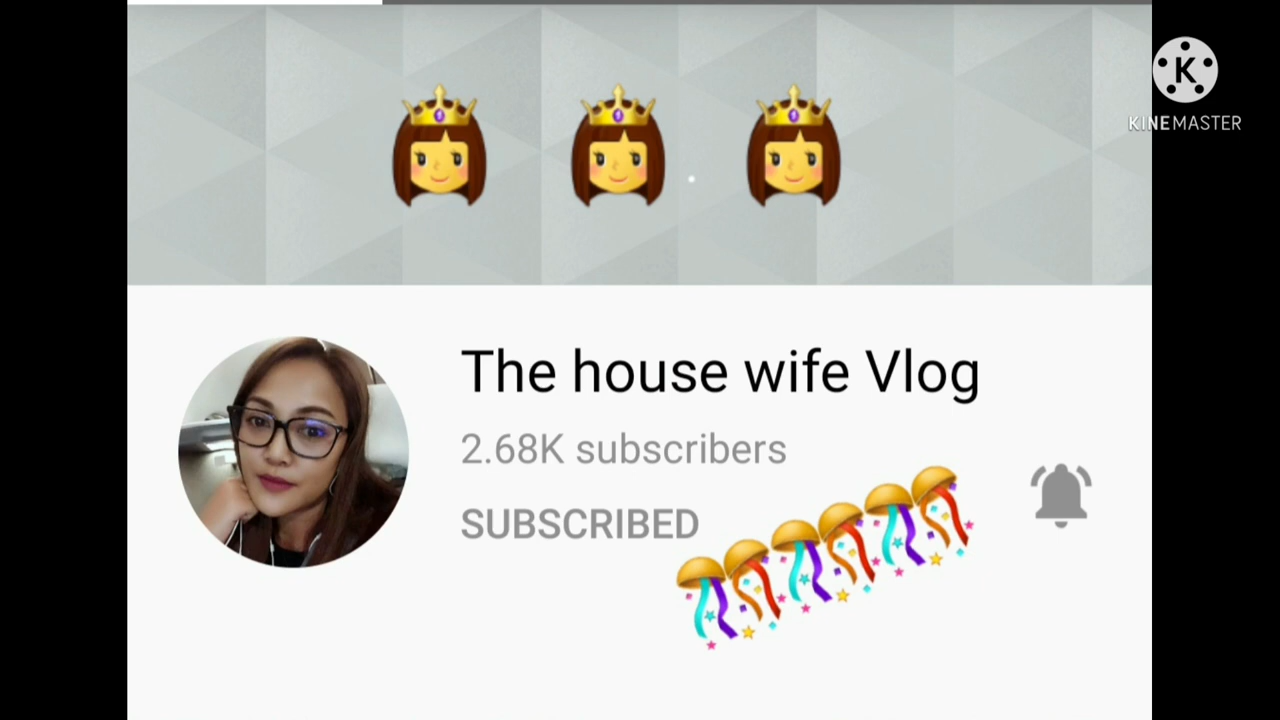 K
KINEMASTER
The house wife Vlog
2.68K subscribers
SUBSCRIBED